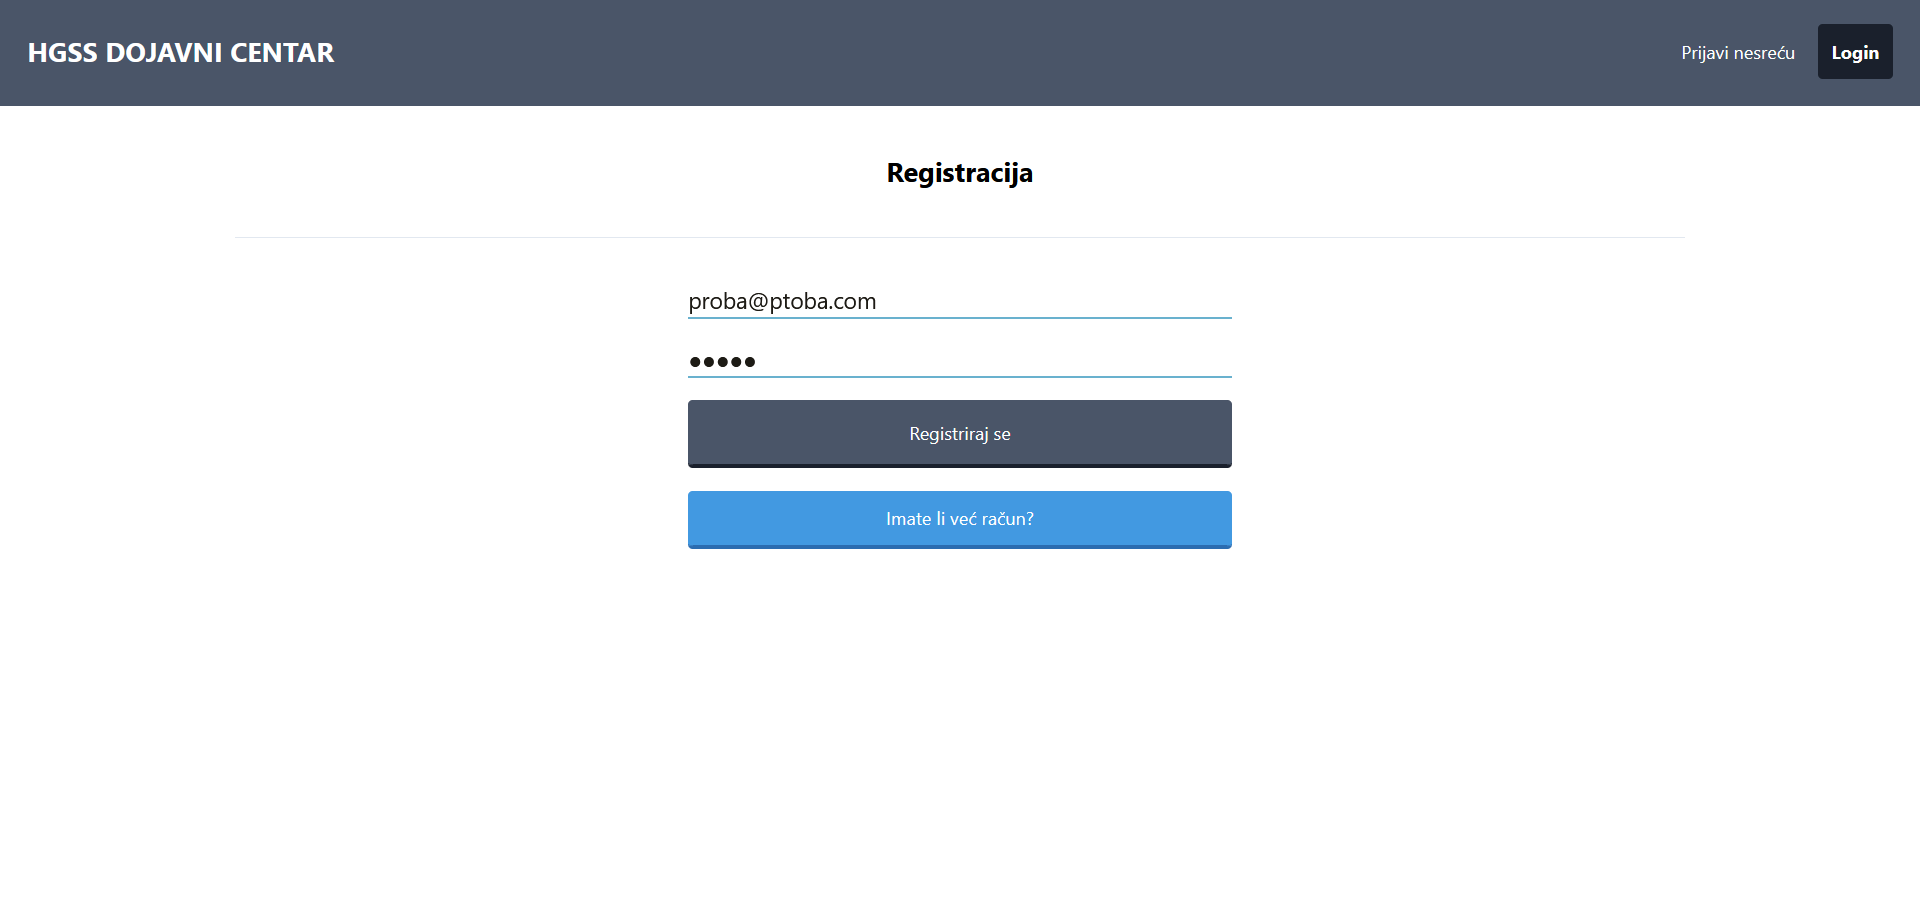 HGSS DOJAVNI CENTAR
Prijavi nesreću
Login
Registracija
proba@ptoba.com
•••••
Registriraj se
Imate li već račun?